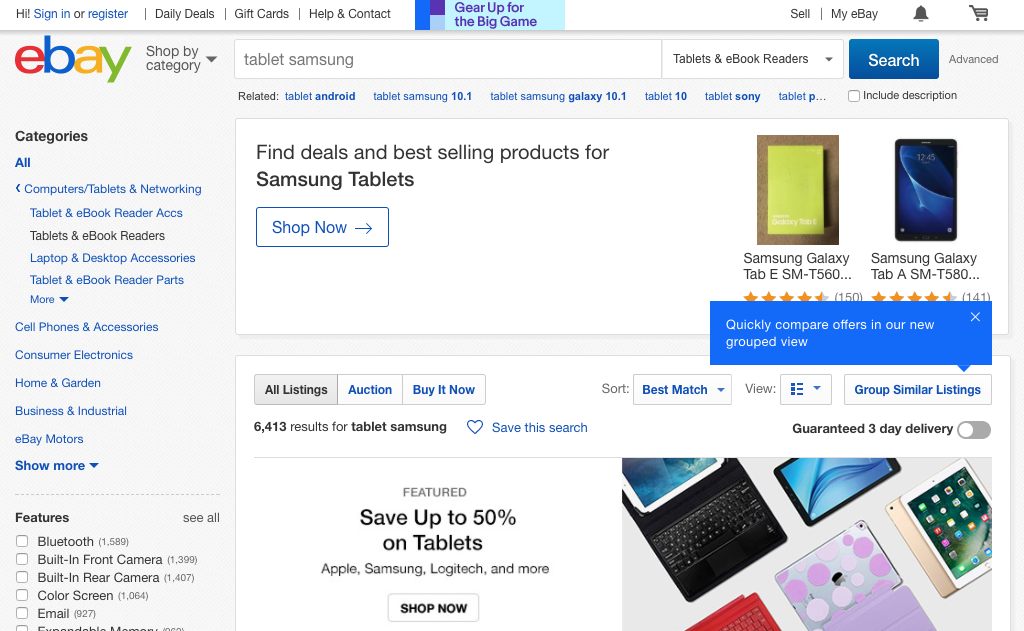 Hi! Sign in or register | Daily Deals | Gift Cards | Help & Contact
Gear Up for
the Big Game
Sell | My eBay
ebay
Shop by
category
tablet samsung
Tablets & eBook Readers
Search
Advanced
Related: tablet android tablet samsung 10.1 tablet samsung galaxy 10.1 tablet 10 tablet sony tablet p...
Include description
Categories
All
Computers/Tablets & Networking
Tablet & eBook Reader Accs
Tablets & eBook Readers
Laptop & Desktop Accessories
Tablet & eBook Reader Parts
More
Cell Phones & Accessories
Consumer Electronics
Home & Garden
Business & Industrial
eBay Motors
Show more
Features
see all
Bluetooth (1,589)
Built-In Front Camera (1,399)
Built-In Rear Camera (1,407)
Color Screen (1,064)
Email (927)
Expandable Memory
Find deals and best selling products for
Samsung Tablets
Shop Now
Galaxy Tab E
12:45
Samsung Galaxy
Tab E SM-T560...
(150)
Samsung Galaxy
Tab A SM-T580...
(141)
Quickly compare offers in our new
grouped view
All Listings
Auction
Buy It Now
Sort: Best Match
View:
Group Similar Listings
6,413 results for tablet samsung
Save this search
Guaranteed 3 day delivery
FEATURED
Save Up to 50%
on Tablets
Apple, Samsung, Logitech, and more
SHOP NOW